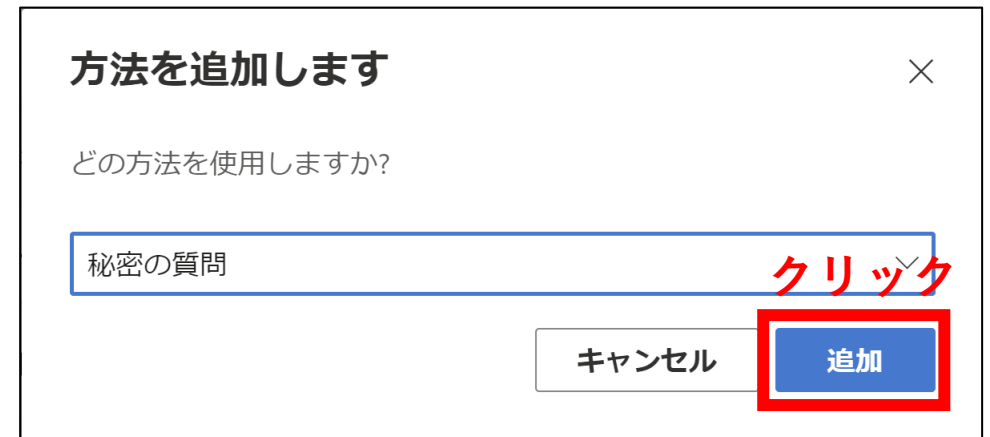 方法を追加します
どの方法を使用しますか?
秘密の質問
クリック
キャンセル
追加